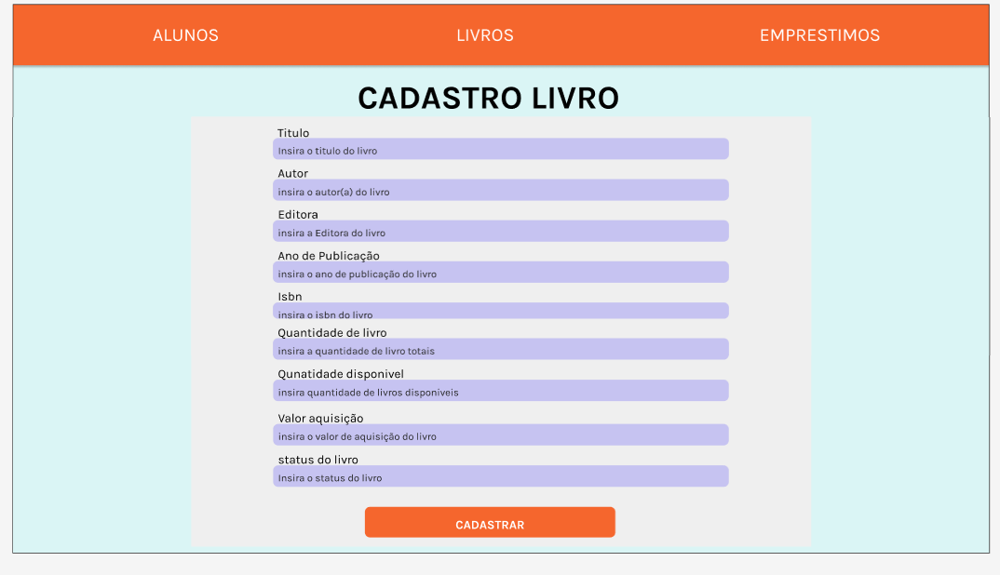 ALUNOS LIVROS EMPRESTIMOS
CADASTRO LIVRO
Titulo
Insira o titulo do livro
Autor
insira o autor(a) do livro
Editora
insira a Editora do livro
Ano de Publicação
insira o ano de publicação do livro
Isbn
insira o isbn do livro
Quantidade de livro
insira a quantidade de livro totais
Qunatidade disponivel
insira quantidade de livros disponiveis
Valor aquisição
insira o valor de aquisição do livro
status do livro
Insira o status do livro
CADASTRAR